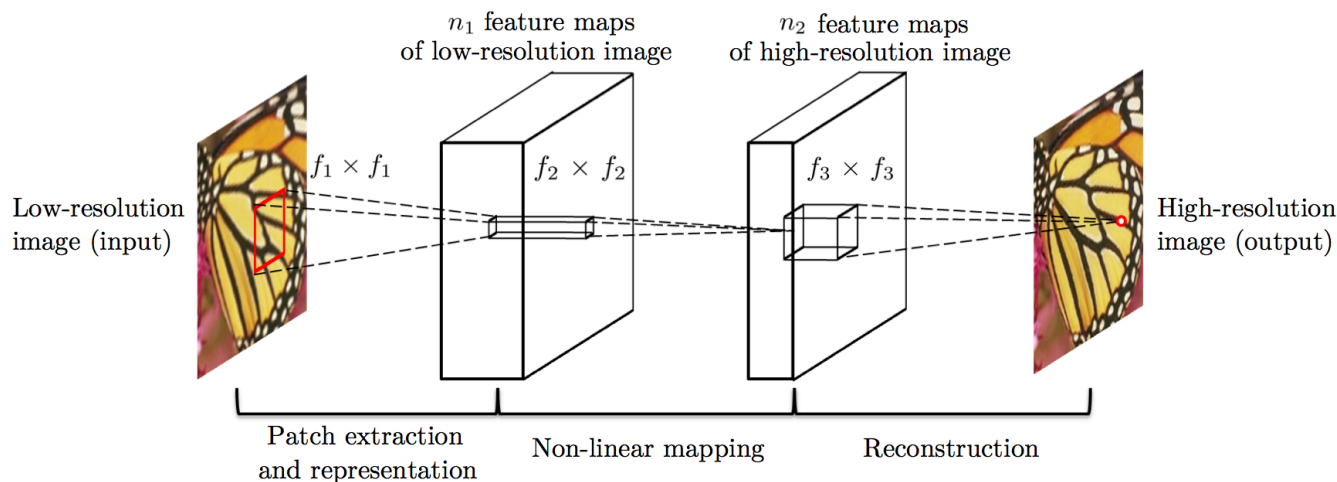 n₁ feature maps
of low-resolution image
n₂ feature maps
of high-resolution image
f₁ × f₁
f₂ × f₂
f₃ × f₃
Low-resolution
image (input)
High-resolution
image (output)
Patch extraction
and representation
Non-linear mapping
Reconstruction